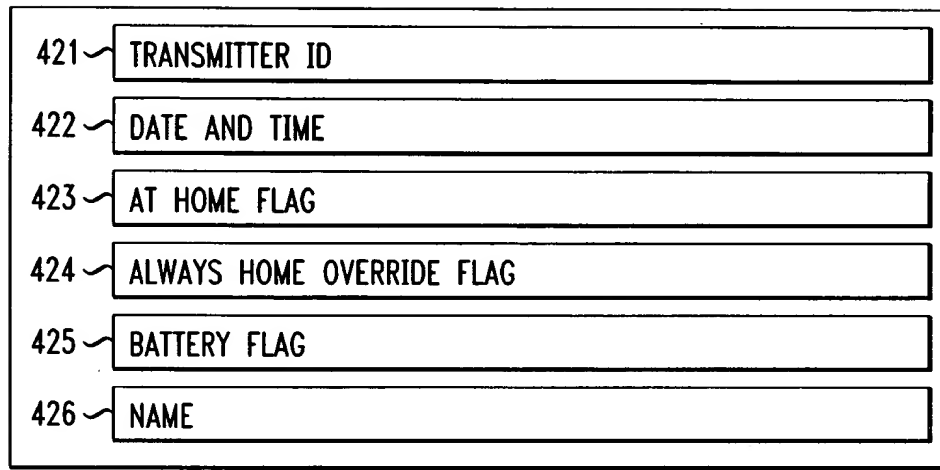 421 TRANSMITTER ID
422 DATE AND TIME
423 AT HOME FLAG
424 ALWAYS HOME OVERRIDE FLAG
425 BATTERY FLAG
426 NAME